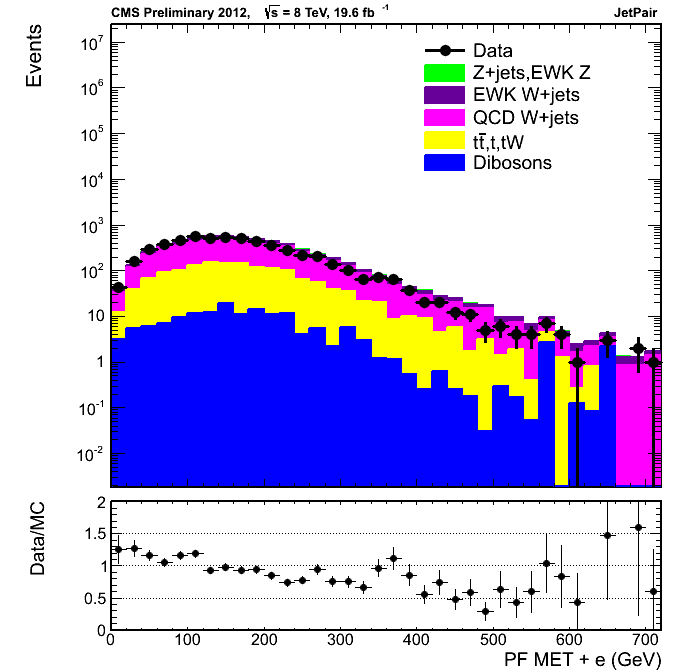 CMS Preliminary 2012, √s = 8 TeV, 19.6 fb⁻¹ JetPair
Events
10⁷
10⁶
10⁵
10⁴
10³
10²
10
1
10⁻¹
10⁻²
Data
Z+jets,EWK Z
EWK W+jets
QCD W+jets
tt̄,t,tW
Dibosons
Data/MC
2
1.5
1
0.5
0
0 100 200 300 400 500 600 700
PF MET + e (GeV)